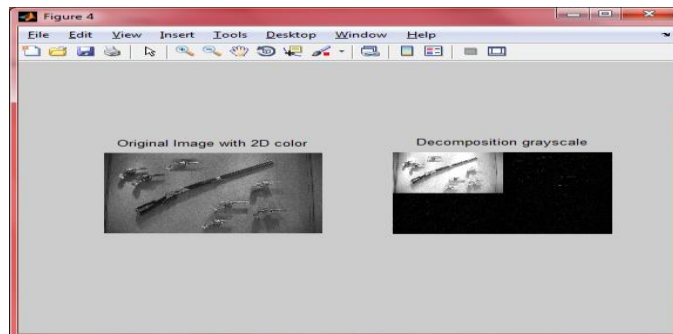 Figure 4
File Edit View Insert Tools Desktop Window Help
Original Image with 2D color
Decomposition grayscale